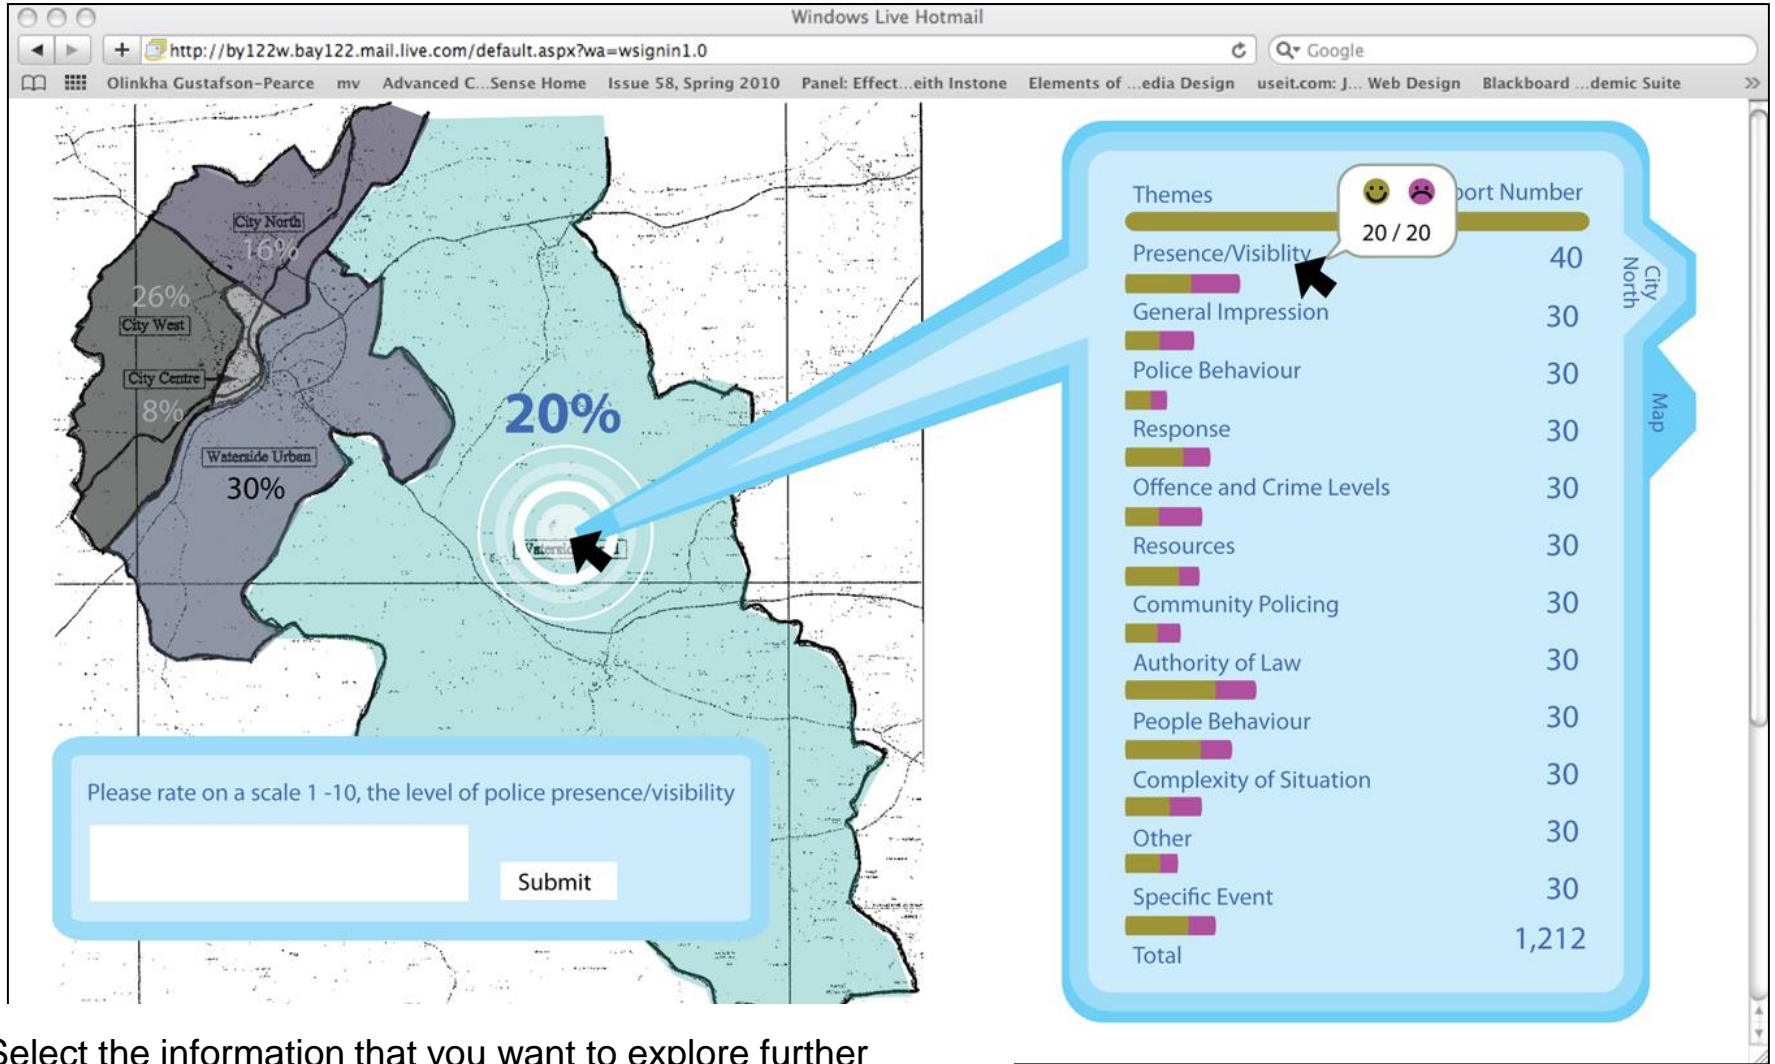 Windows Live Hotmail
http://by122w.bay122.mail.live.com/default.aspx?wa=wsignin1.0
Google
Olinkha Gustafson-Pearce mv Advanced C...Sense Home Issue 58, Spring 2010 Panel: Effect...eith Instone Elements of ...edia Design useit.com: J... Web Design Blackboard ...demic Suite
City North
16%
26%
City West
City Centre
8%
Waterside Urban
30%
20%
Please rate on a scale 1 -10, the level of police presence/visibility
Submit
Themes
Number
20 / 20
Presence/Visiblity 40
General Impression 30
Police Behaviour 30
Response 30
Offence and Crime Levels 30
Resources 30
Community Policing 30
Authority of Law 30
People Behaviour 30
Complexity of Situation 30
Other 30
Specific Event 30
Total 1,212
City
North
Map
Select the information that you want to explore further